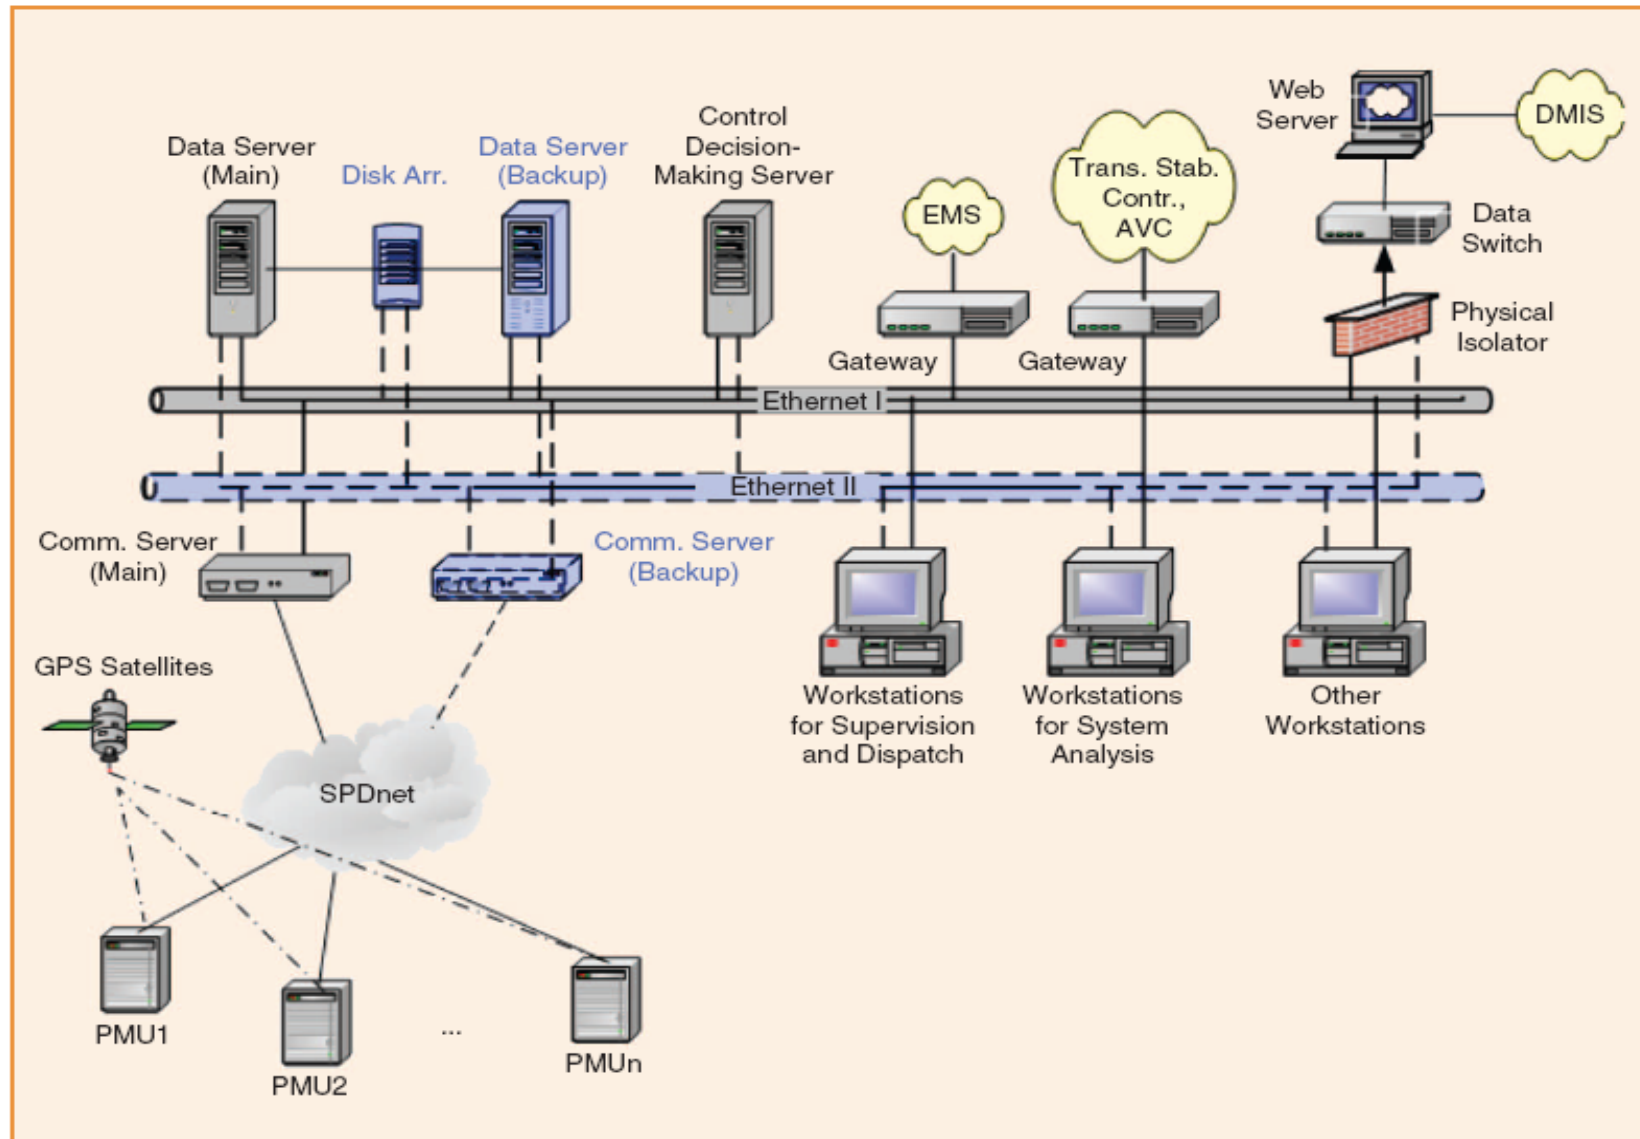 Data Server
(Main)
Disk Arr.
Data Server
(Backup)
Control
Decision-
Making Server
EMS
Trans. Stab.
Contr.,
AVC
Web
Server
DMIS
Data
Switch
Physical
Isolator
Gateway
Gateway
Ethernet I
Ethernet II
Comm. Server
(Main)
Comm. Server
(Backup)
GPS Satellites
Workstations
for Supervision
and Dispatch
Workstations
for System
Analysis
Other
Workstations
SPDnet
PMU1
PMU2
...
PMUn